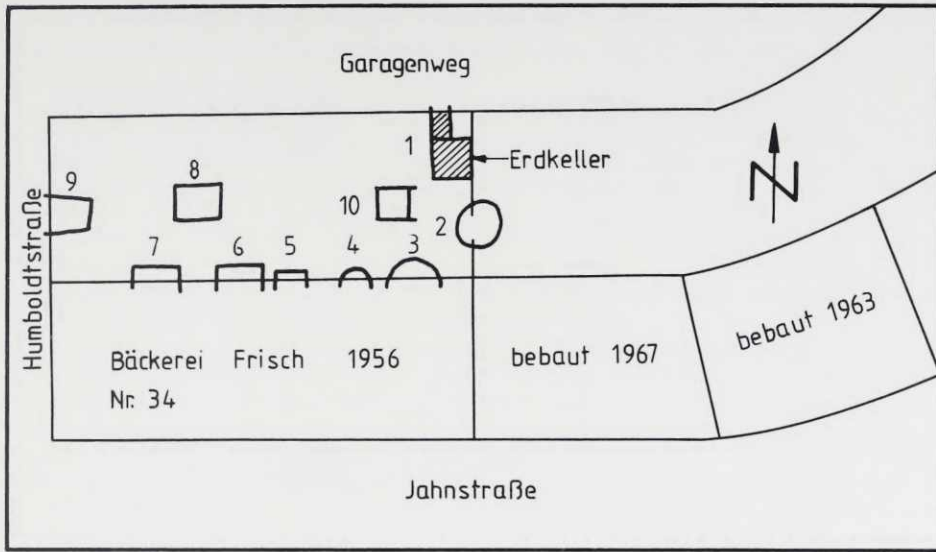 Garagenweg
1
Erdkeller
9
8
10
2
N
7
6
5
4
3
Humboldtstraße
Bäckerei Frisch 1956
Nr. 34
bebaut 1967
bebaut 1963
Jahnstraße